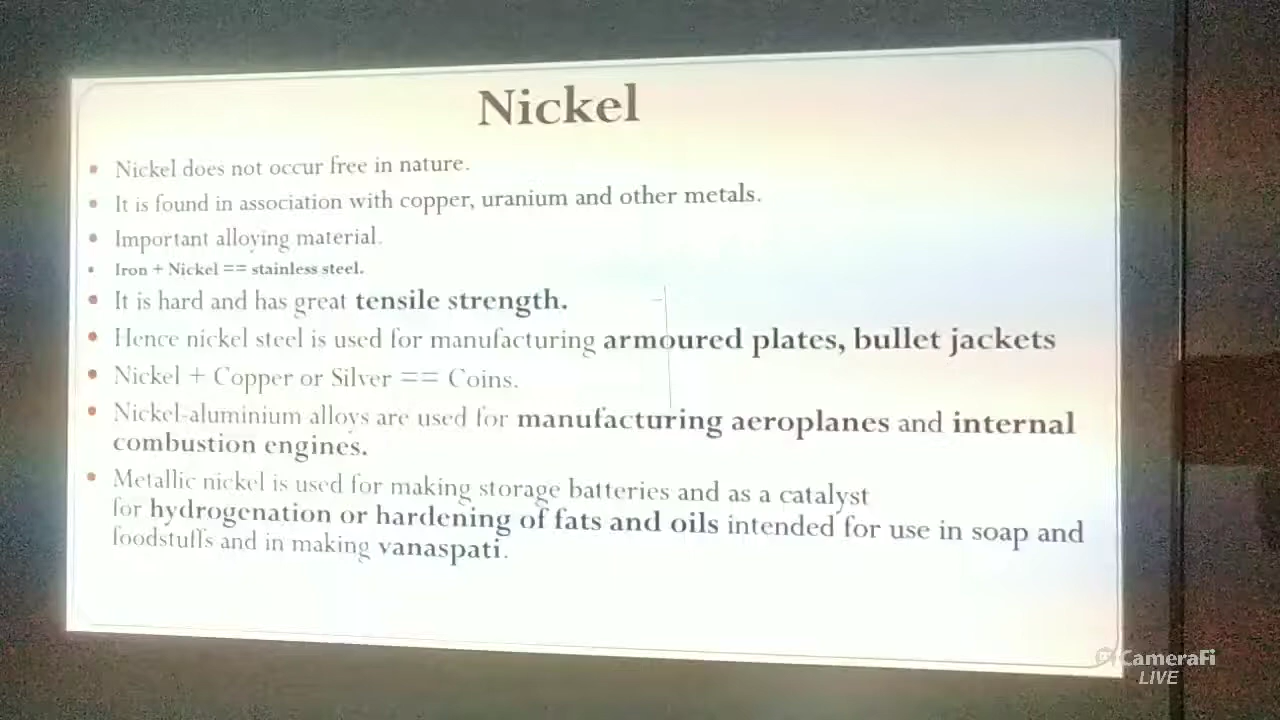 Nickel
• Nickel does not occur free in nature.
• It is found in association with copper, uranium and other metals.
• Important alloying material.
• Iron + Nickel == stainless steel.
• It is hard and has great tensile strength.
• Hence nickel steel is used for manufacturing armoured plates, bullet jackets
• Nickel + Copper or Silver == Coins.
• Nickel-aluminium alloys are used for manufacturing aeroplanes and internal
combustion engines.
• Metallic nickel is used for making storage batteries and as a catalyst
for hydrogenation or hardening of fats and oils intended for use in soap and
foodstuffs and in making vanaspati.
CameraFi
LIVE